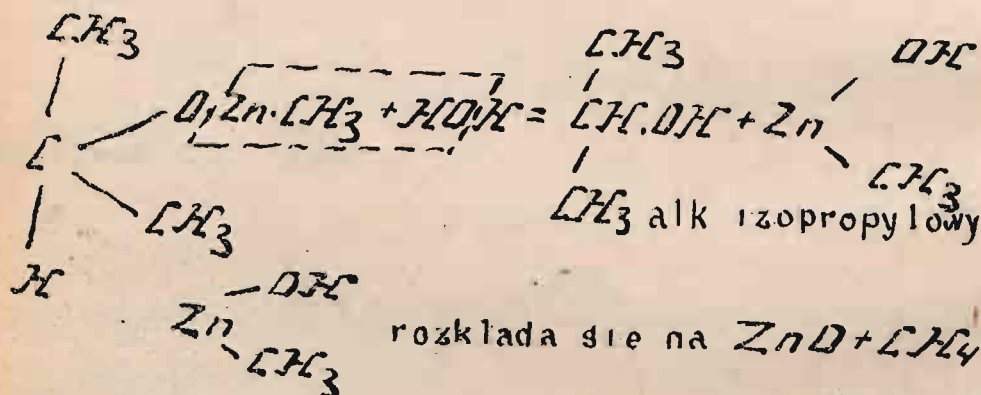 CH3 CH3 OH
C O,Zn·CH3 + HO,H = CH.OH + Zn
CH3 CH3 CH3
alk izopropylowy
H Zn OH
CH3
rozkłada sie na ZnO + CH4